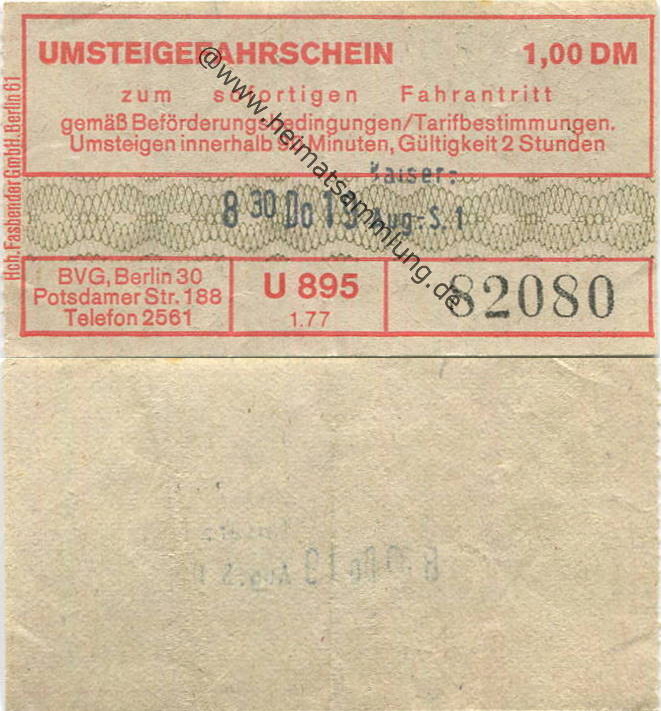 UMSTEIGEFAHRSCHEIN 1,00 DM
zum sofortigen Fahrantritt
gemäß Beförderungsbedingungen/Tarifbestimmungen.
Umsteigen innerhalb 90 Minuten, Gültigkeit 2 Stunden
Hch. Fasbender GmbH. Berlin 61
Kaiser-
8 30 Do 19 Aug.-S. 1
BVG, Berlin 30
Potsdamer Str. 188
Telefon 2561
U 895
1.77
82080
@www.heimatsammlung.de